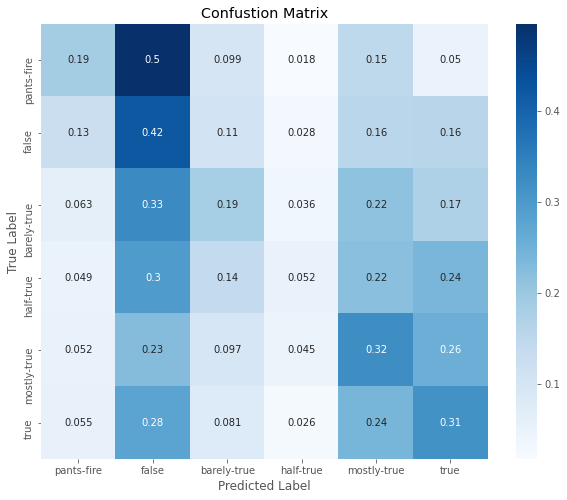 Confustion Matrix
True Label
pants-fire 0.19 0.5 0.099 0.018 0.15 0.05
false 0.13 0.42 0.11 0.028 0.16 0.16
barely-true 0.063 0.33 0.19 0.036 0.22 0.17
half-true 0.049 0.3 0.14 0.052 0.22 0.24
mostly-true 0.052 0.23 0.097 0.045 0.32 0.26
true 0.055 0.28 0.081 0.026 0.24 0.31
pants-fire false barely-true half-true mostly-true true
Predicted Label
0.4
0.3
0.2
0.1